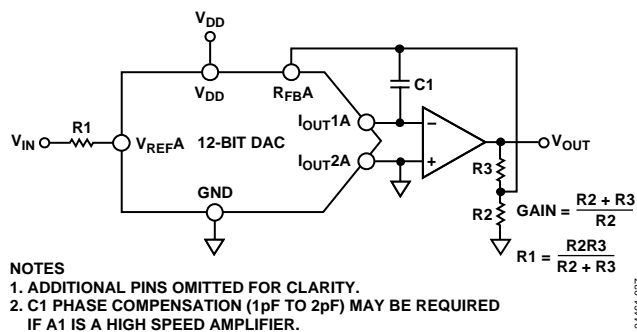 VDD
VDD
RFBA
C1
IOUT1A
VIN
R1
VREFA
12-BIT DAC
IOUT2A
−
+
VOUT
R3
GND
R2
GAIN = R2 + R3
R2
R1 = R2R3
R2 + R3
NOTES
1. ADDITIONAL PINS OMITTED FOR CLARITY.
2. C1 PHASE COMPENSATION (1pF TO 2pF) MAY BE REQUIRED
IF A1 IS A HIGH SPEED AMPLIFIER.